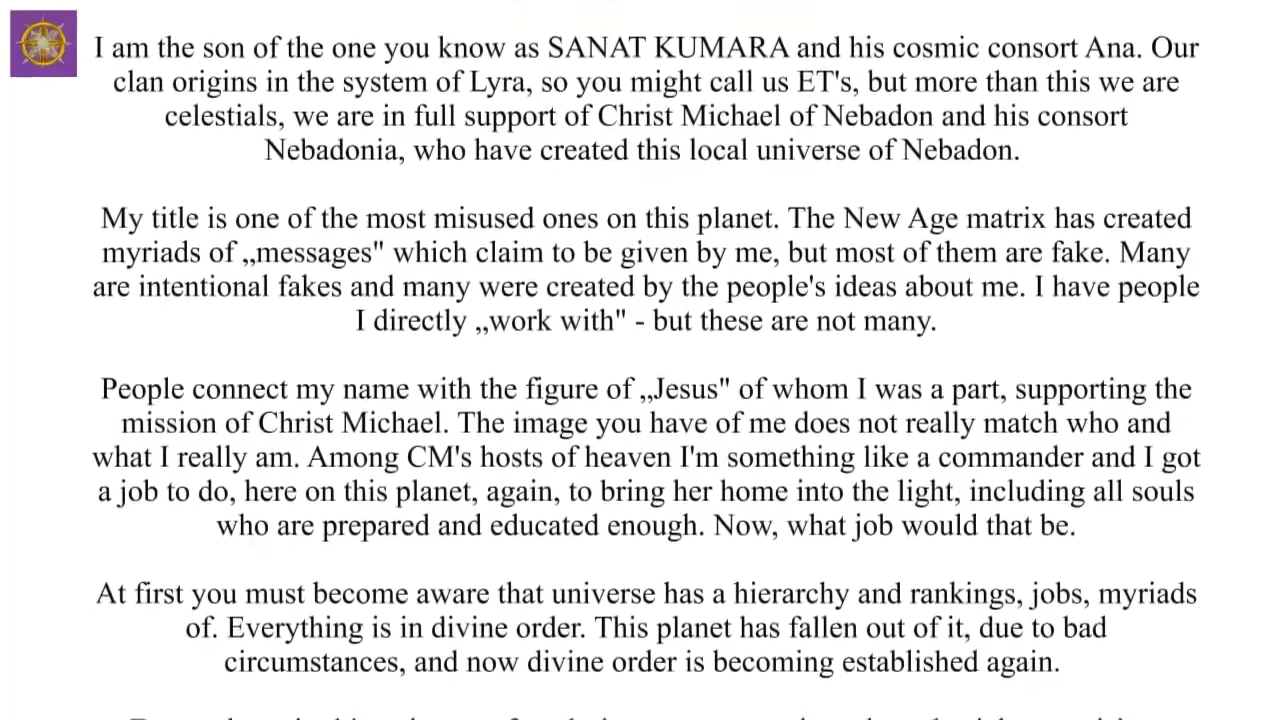 I am the son of the one you know as SANAT KUMARA and his cosmic consort Ana. Our
clan origins in the system of Lyra, so you might call us ET's, but more than this we are
celestials, we are in full support of Christ Michael of Nebadon and his consort
Nebadonia, who have created this local universe of Nebadon.
My title is one of the most misused ones on this planet. The New Age matrix has created
myriads of „messages" which claim to be given by me, but most of them are fake. Many
are intentional fakes and many were created by the people's ideas about me. I have people
I directly „work with" - but these are not many.
People connect my name with the figure of „Jesus" of whom I was a part, supporting the
mission of Christ Michael. The image you have of me does not really match who and
what I really am. Among CM's hosts of heaven I'm something like a commander and I got
a job to do, here on this planet, again, to bring her home into the light, including all souls
who are prepared and educated enough. Now, what job would that be.
At first you must become aware that universe has a hierarchy and rankings, jobs, myriads
of. Everything is in divine order. This planet has fallen out of it, due to bad
circumstances, and now divine order is becoming established again.